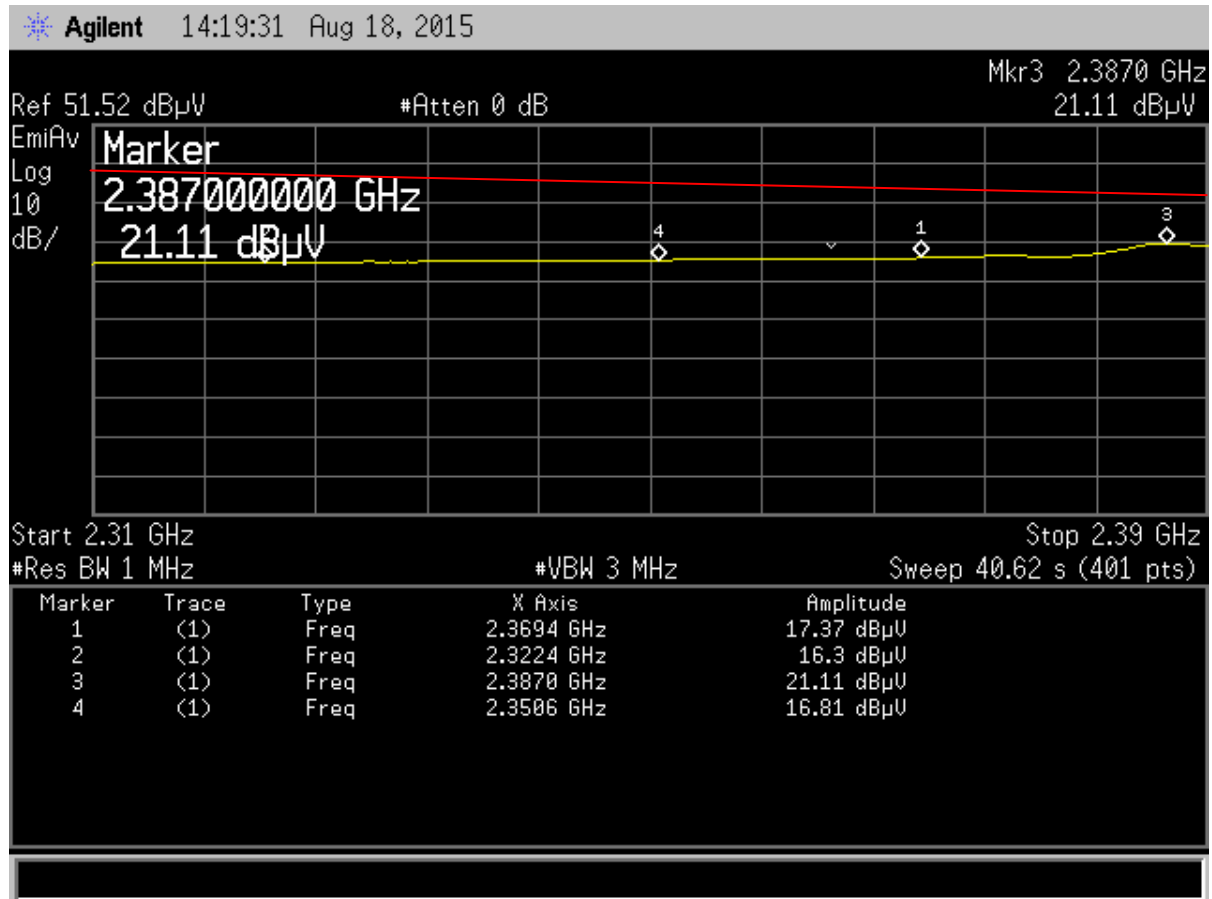 Agilent 14:19:31 Aug 18, 2015
Mkr3 2.3870 GHz
Ref 51.52 dBµV #Atten 0 dB 21.11 dBµV
EmiAv
Log
10
dB/
Marker
2.387000000 GHz
21.11 dBµV
4
1
3
Start 2.31 GHz Stop 2.39 GHz
#Res BW 1 MHz #VBW 3 MHz Sweep 40.62 s (401 pts)
Marker Trace Type X Axis Amplitude
1 (1) Freq 2.3694 GHz 17.37 dBµV
2 (1) Freq 2.3224 GHz 16.3 dBµV
3 (1) Freq 2.3870 GHz 21.11 dBµV
4 (1) Freq 2.3506 GHz 16.81 dBµV